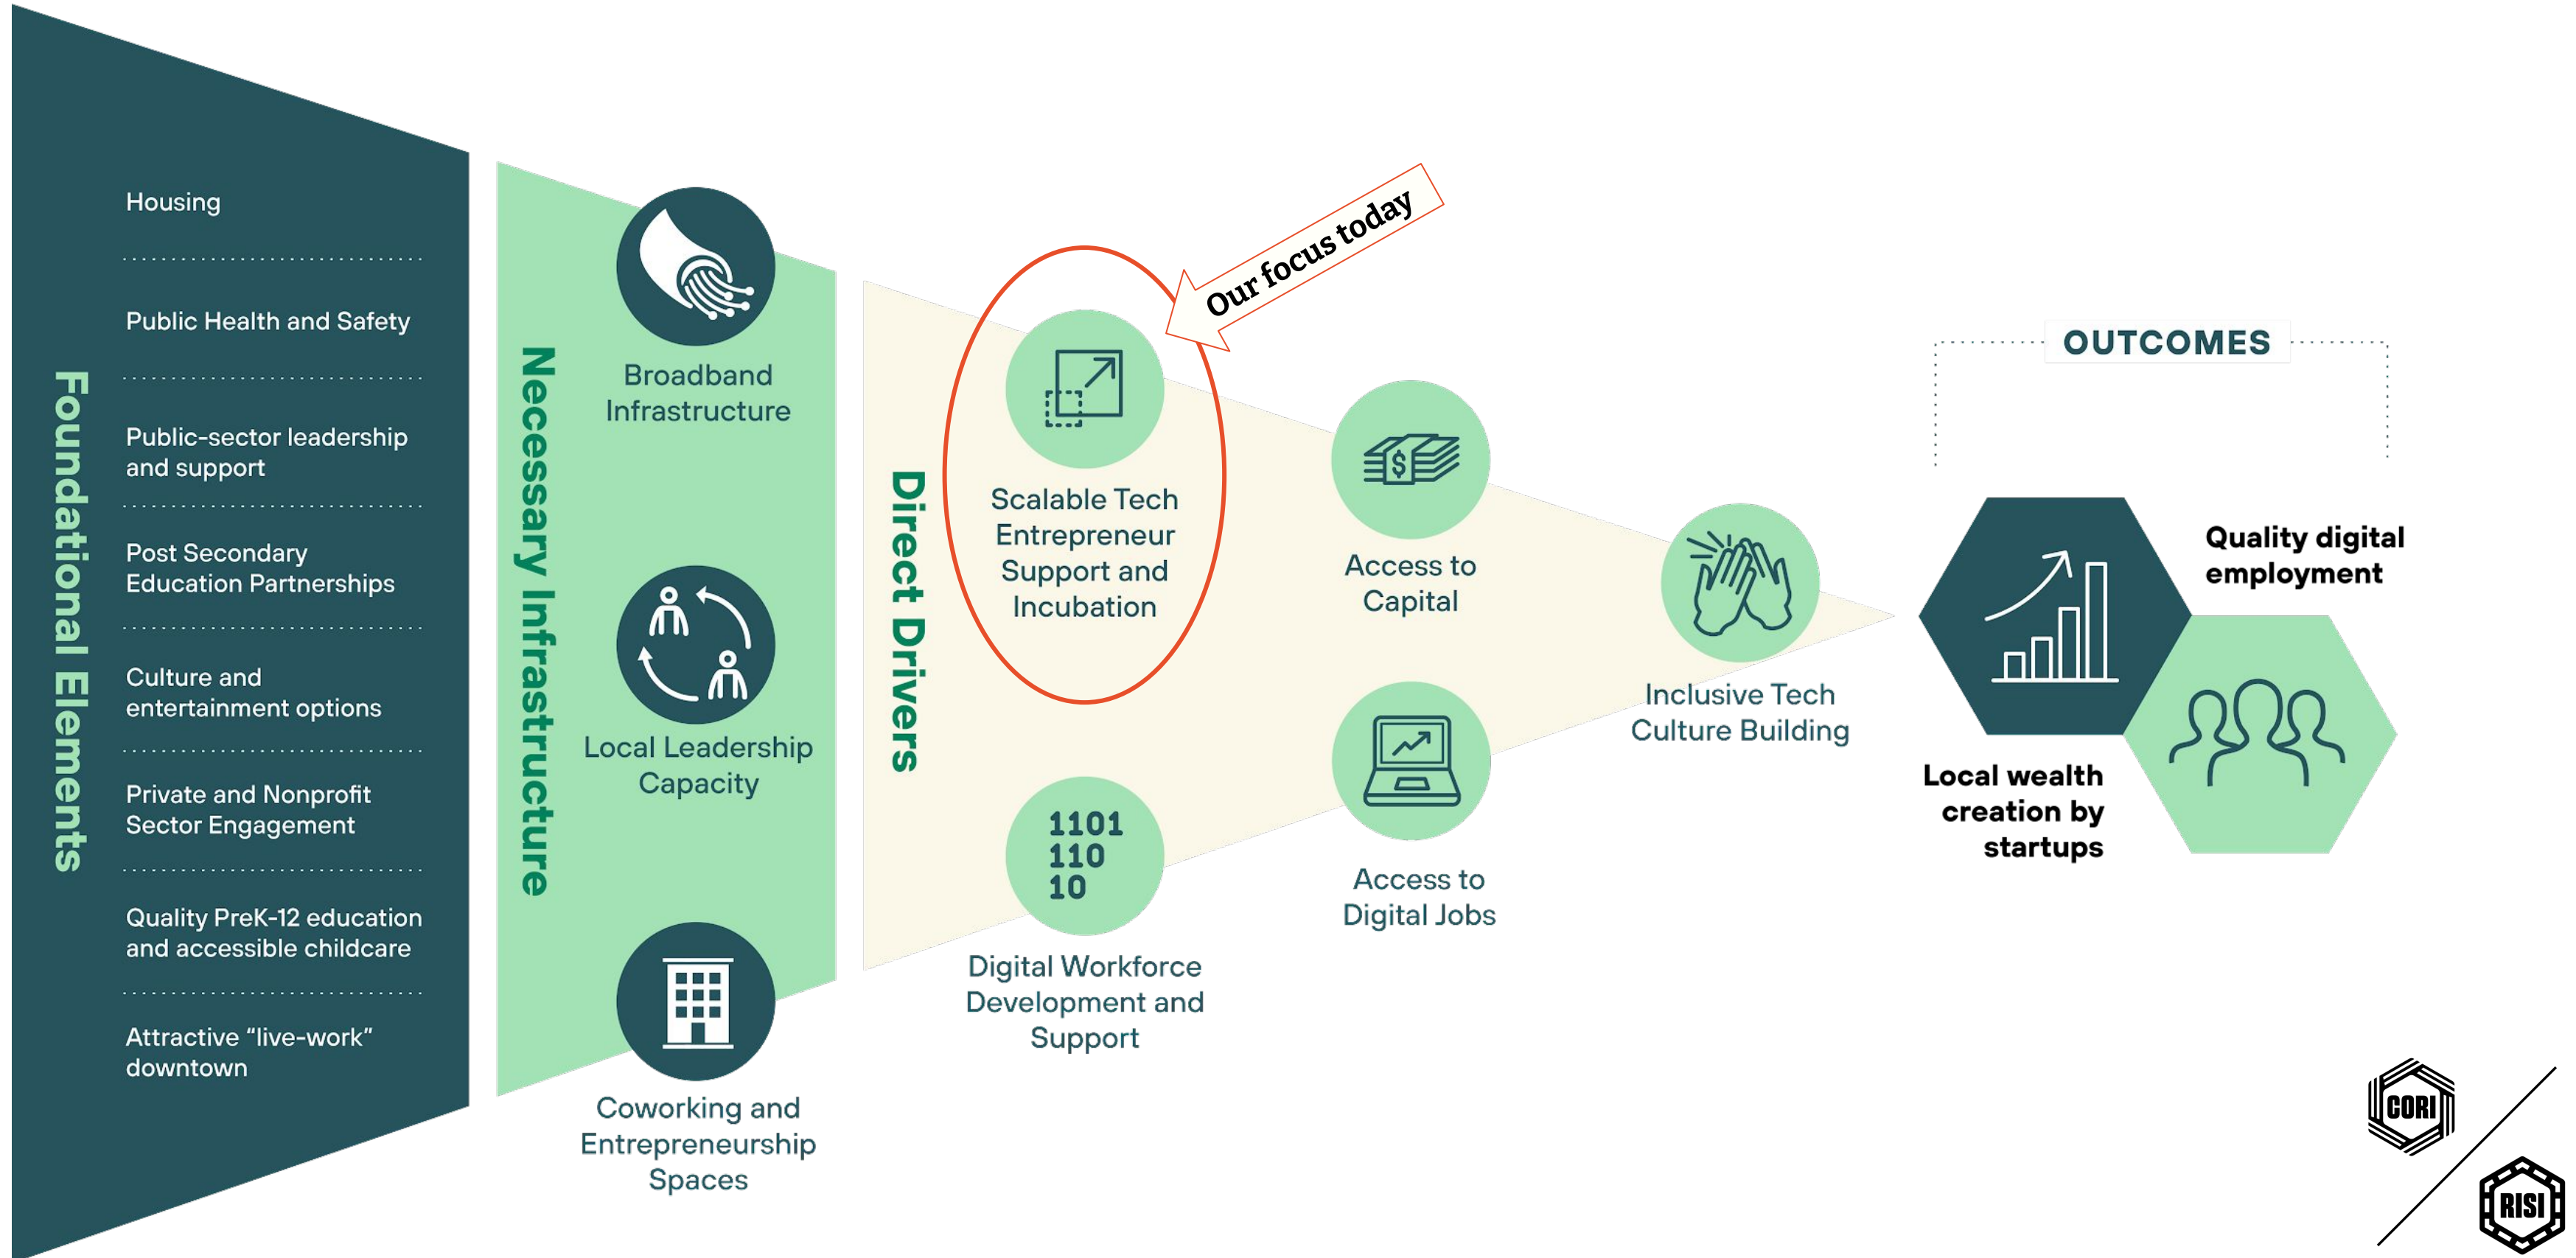 Foundational Elements
Housing
Public Health and Safety
Public-sector leadership
and support
Post Secondary
Education Partnerships
Culture and
entertainment options
Private and Nonprofit
Sector Engagement
Quality PreK-12 education
and accessible childcare
Attractive “live-work”
downtown
Necessary Infrastructure
Broadband
Infrastructure
Local Leadership
Capacity
Coworking and
Entrepreneurship
Spaces
Direct Drivers
Our focus today
Scalable Tech
Entrepreneur
Support and
Incubation
1101
110
10
Digital Workforce
Development and
Support
$
Access to
Capital
Access to
Digital Jobs
Inclusive Tech
Culture Building
OUTCOMES
Quality digital
employment
Local wealth
creation by
startups
CORI
RISI